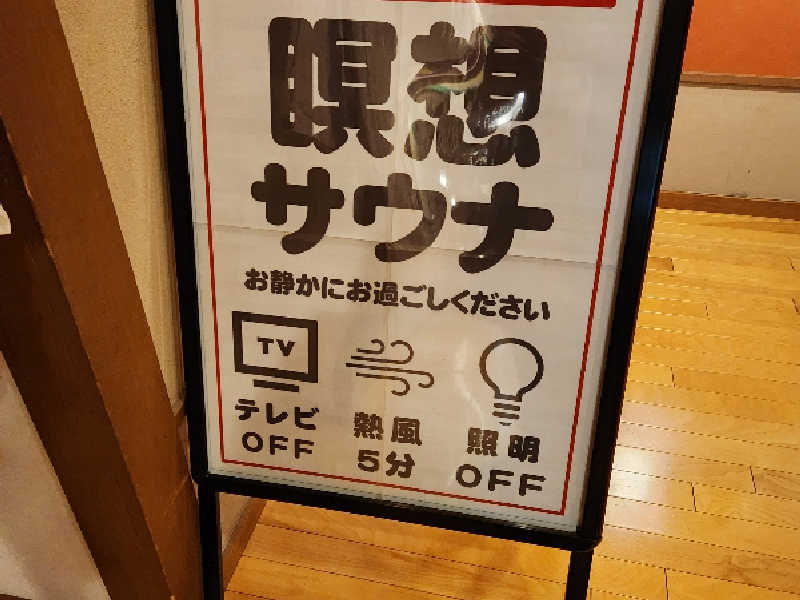 瞑想
サウナ
お静かにお過ごしください
TV
テレビ 熱風 照明
OFF 5分 OFF